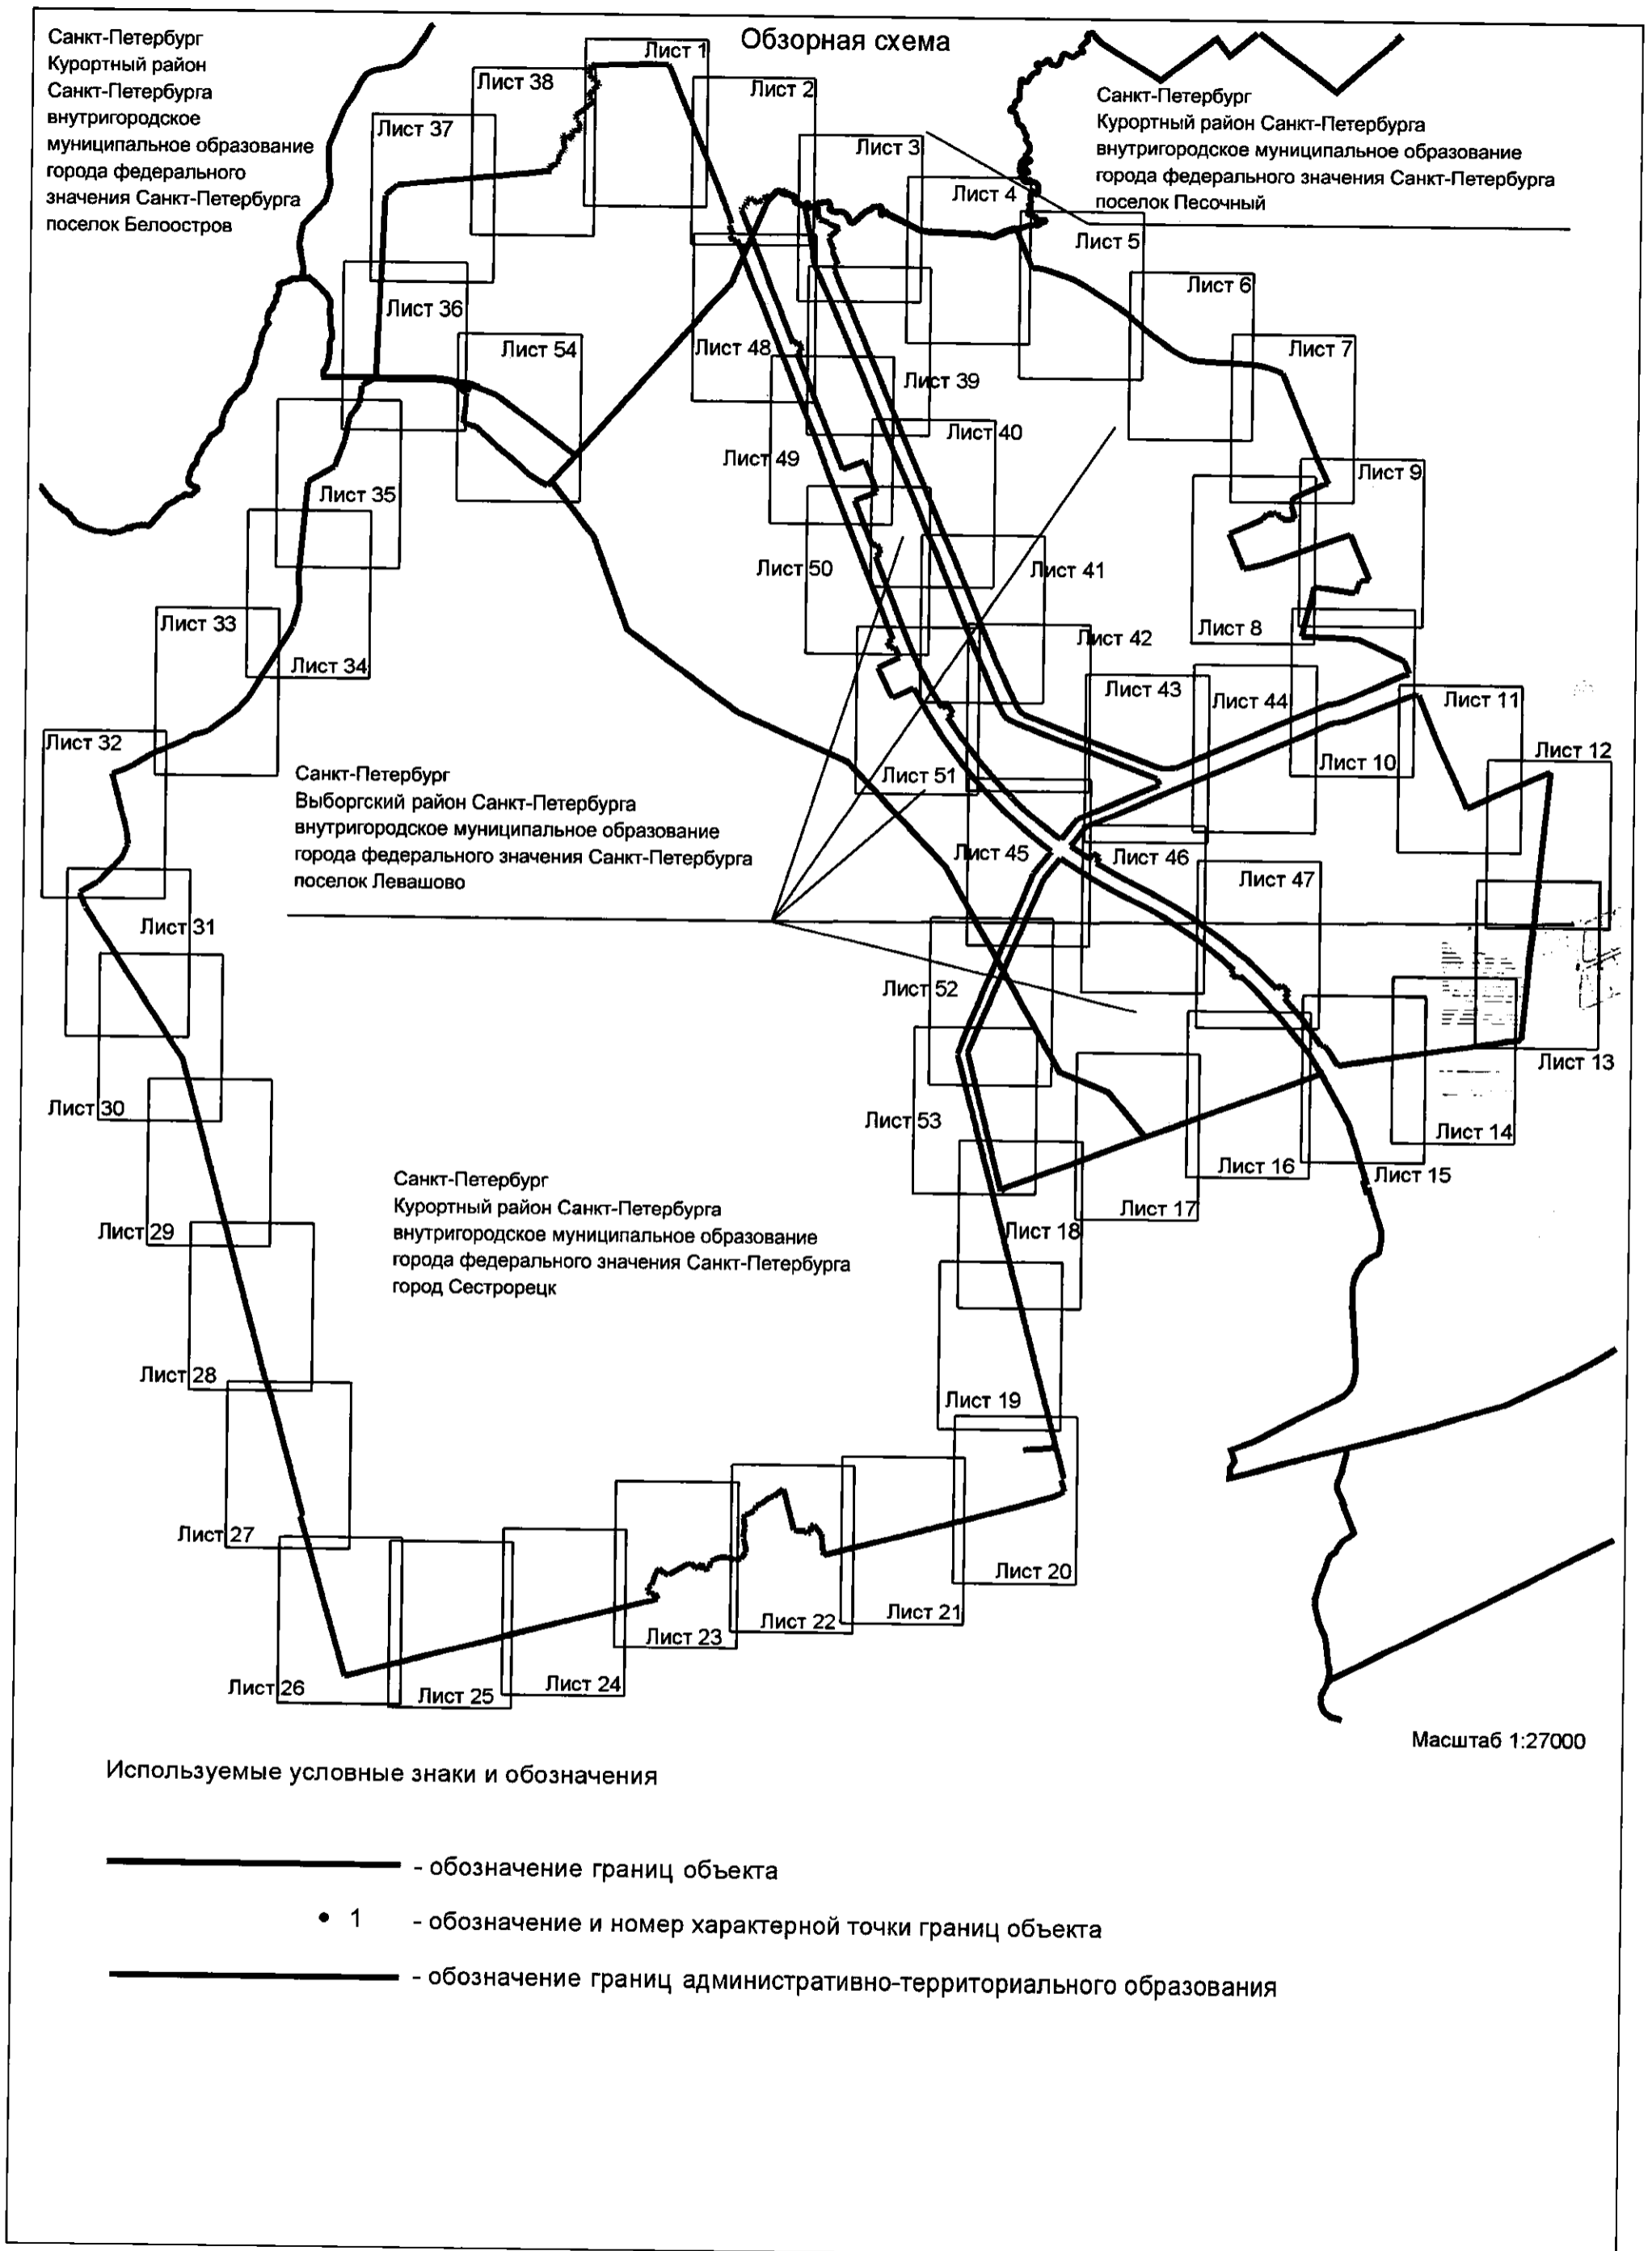 Обзорная схема
Санкт-Петербург
Курортный район
Санкт-Петербурга
внутригородское
муниципальное образование
города федерального
значения Санкт-Петербурга
поселок Белоостров
Санкт-Петербург
Курортный район Санкт-Петербурга
внутригородское муниципальное образование
города федерального значения Санкт-Петербурга
поселок Песочный
Лист 1
Лист 38
Лист 2
Лист 37
Лист 3
Лист 4
Лист 5
Лист 6
Лист 36
Лист 54
Лист 48
Лист 7
Лист 39
Лист 40
Лист 49
Лист 9
Лист 35
Лист 50
Лист 41
Лист 33
Лист 8
Лист 42
Лист 34
Лист 43
Лист 44
Лист 11
Лист 32
Лист 12
Лист 10
Лист 51
Санкт-Петербург
Выборгский район Санкт-Петербурга
внутригородское муниципальное образование
города федерального значения Санкт-Петербурга
поселок Левашово
Лист 45
Лист 46
Лист 47
Лист 31
Лист 52
Лист 13
Лист 30
Лист 53
Лист 14
Лист 16
Лист 15
Лист 17
Лист 18
Лист 29
Санкт-Петербург
Курортный район Санкт-Петербурга
внутригородское муниципальное образование
города федерального значения Санкт-Петербурга
город Сестрорецк
Лист 28
Лист 19
Лист 27
Лист 20
Лист 21
Лист 22
Лист 23
Лист 24
Лист 25
Лист 26
Масштаб 1:27000
Используемые условные знаки и обозначения
- обозначение границ объекта
• 1 - обозначение и номер характерной точки границ объекта
- обозначение границ административно-территориального образования